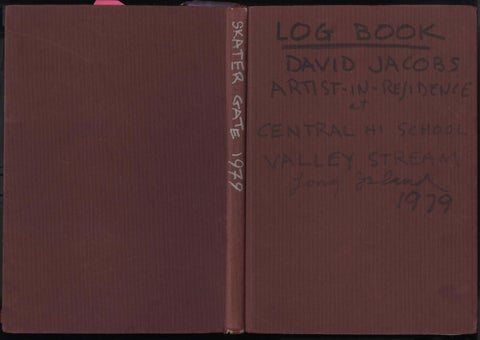 SKATER GATE 1979
LOG BOOK
DAVID JACOBS
ARTIST-IN-RESIDENCE
at
CENTRAL HI SCHOOL
VALLEY STREAM,
Long Island
1979